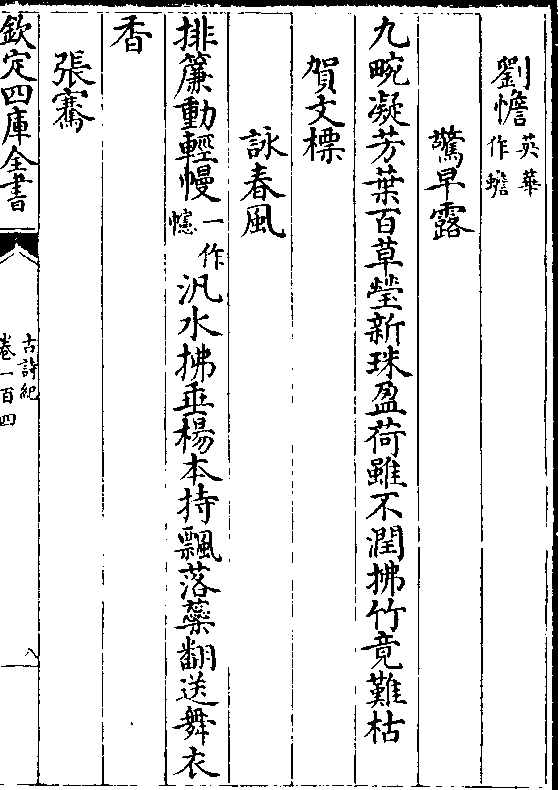 劉憺英華作蟾
驚早露
九畹凝芳葉百草瑩新珠盈荷雖不潤拂竹竟難枯
賀文標
詠春風
排簾動輕幔一作幰汎水拂垂楊本持飄落蘂翻送舞衣
香
張騫
欽定四庫全書
古詩紀
卷一百四
八